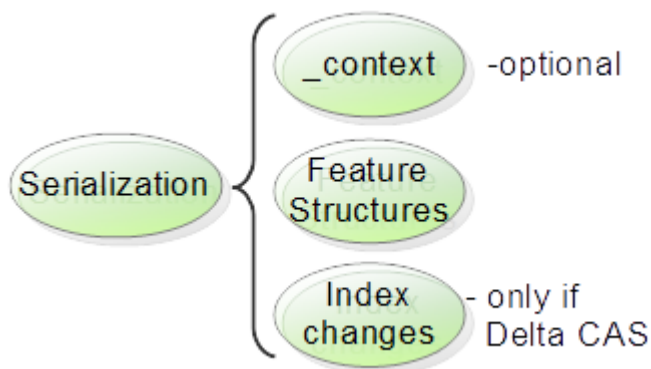 _context
-optional
Serialization
Feature
Structures
Index
changes
- only if
Delta CAS